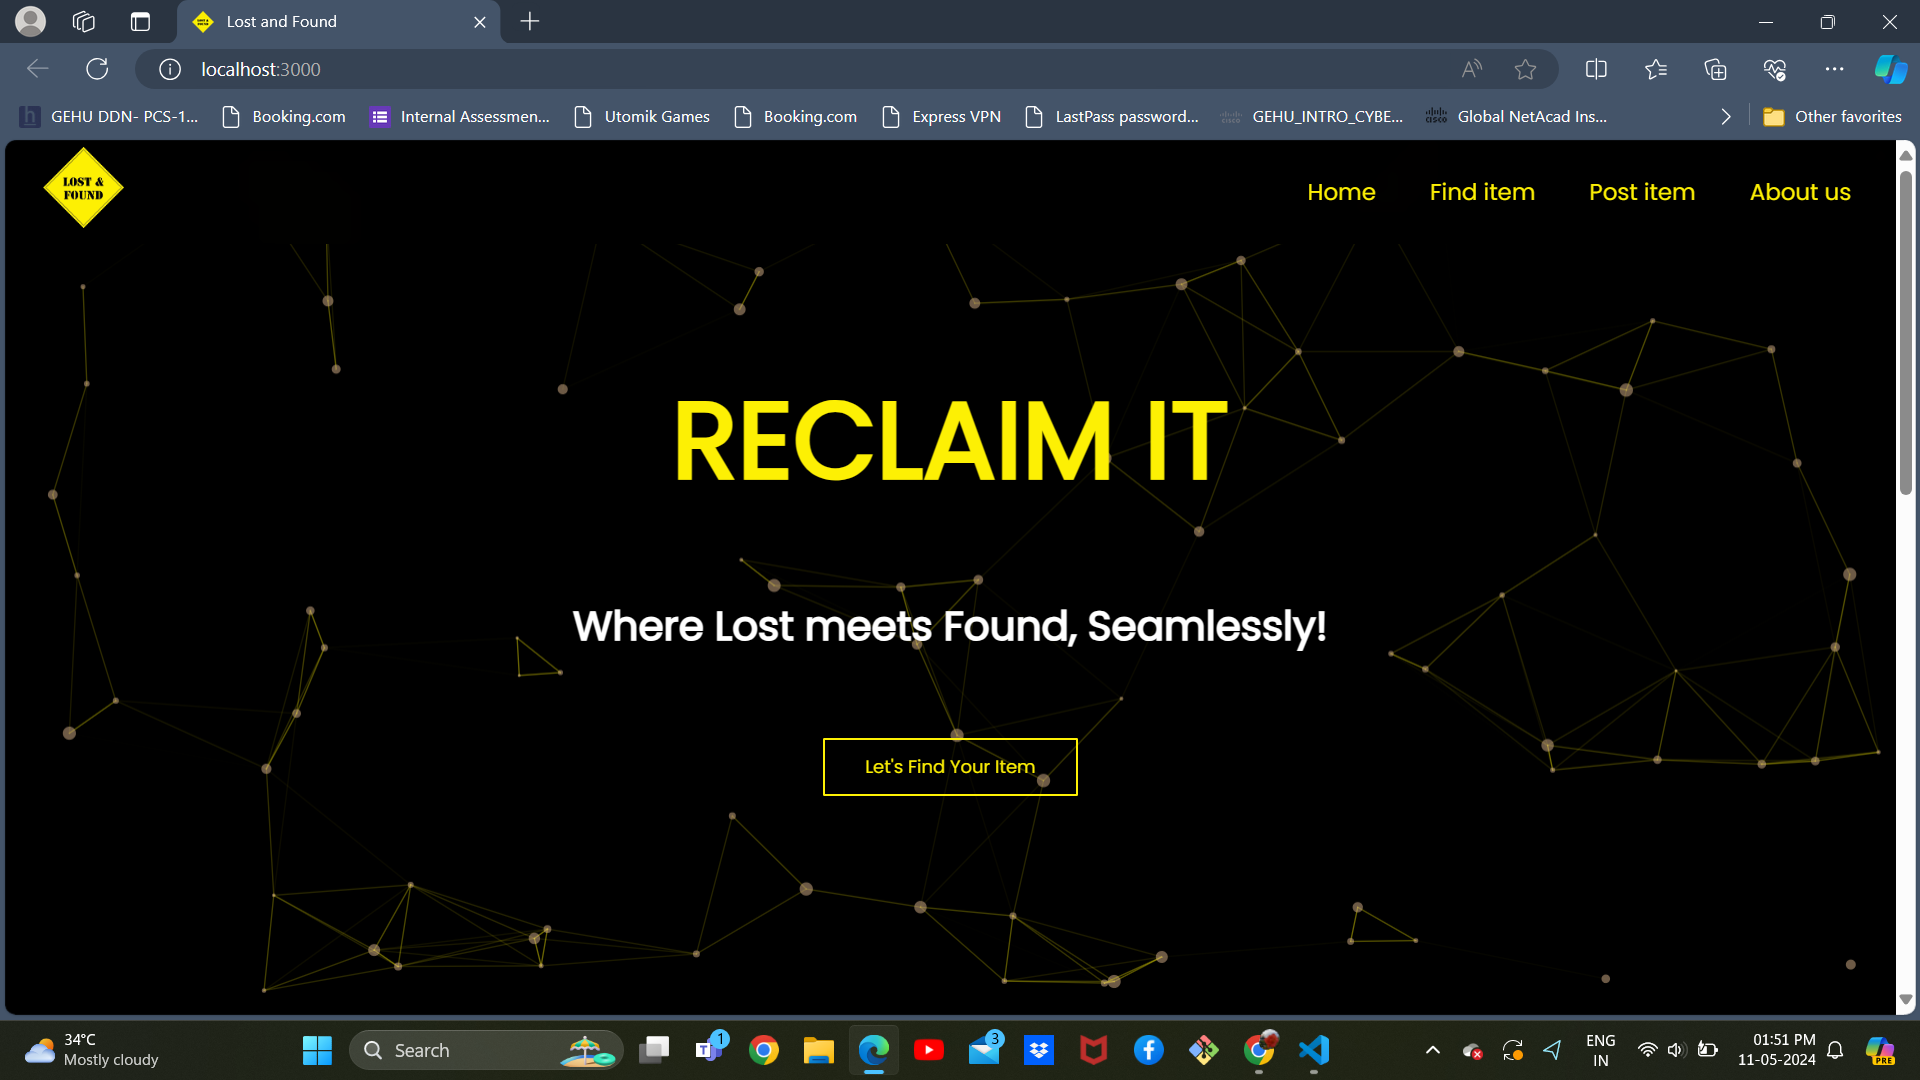 Lost and Found
localhost:3000
GEHU DDN- PCS-1... Booking.com Internal Assessmen... Utomik Games Booking.com Express VPN LastPass password... GEHU_INTRO_CYBE... Global NetAcad Ins... Other favorites
LOST &
FOUND
Home Find item Post item About us
RECLAIM IT
Where Lost meets Found, Seamlessly!
Let's Find Your Item
34°C
Mostly cloudy
Search
1
3
ENG
IN
01:51 PM
11-05-2024
PRE